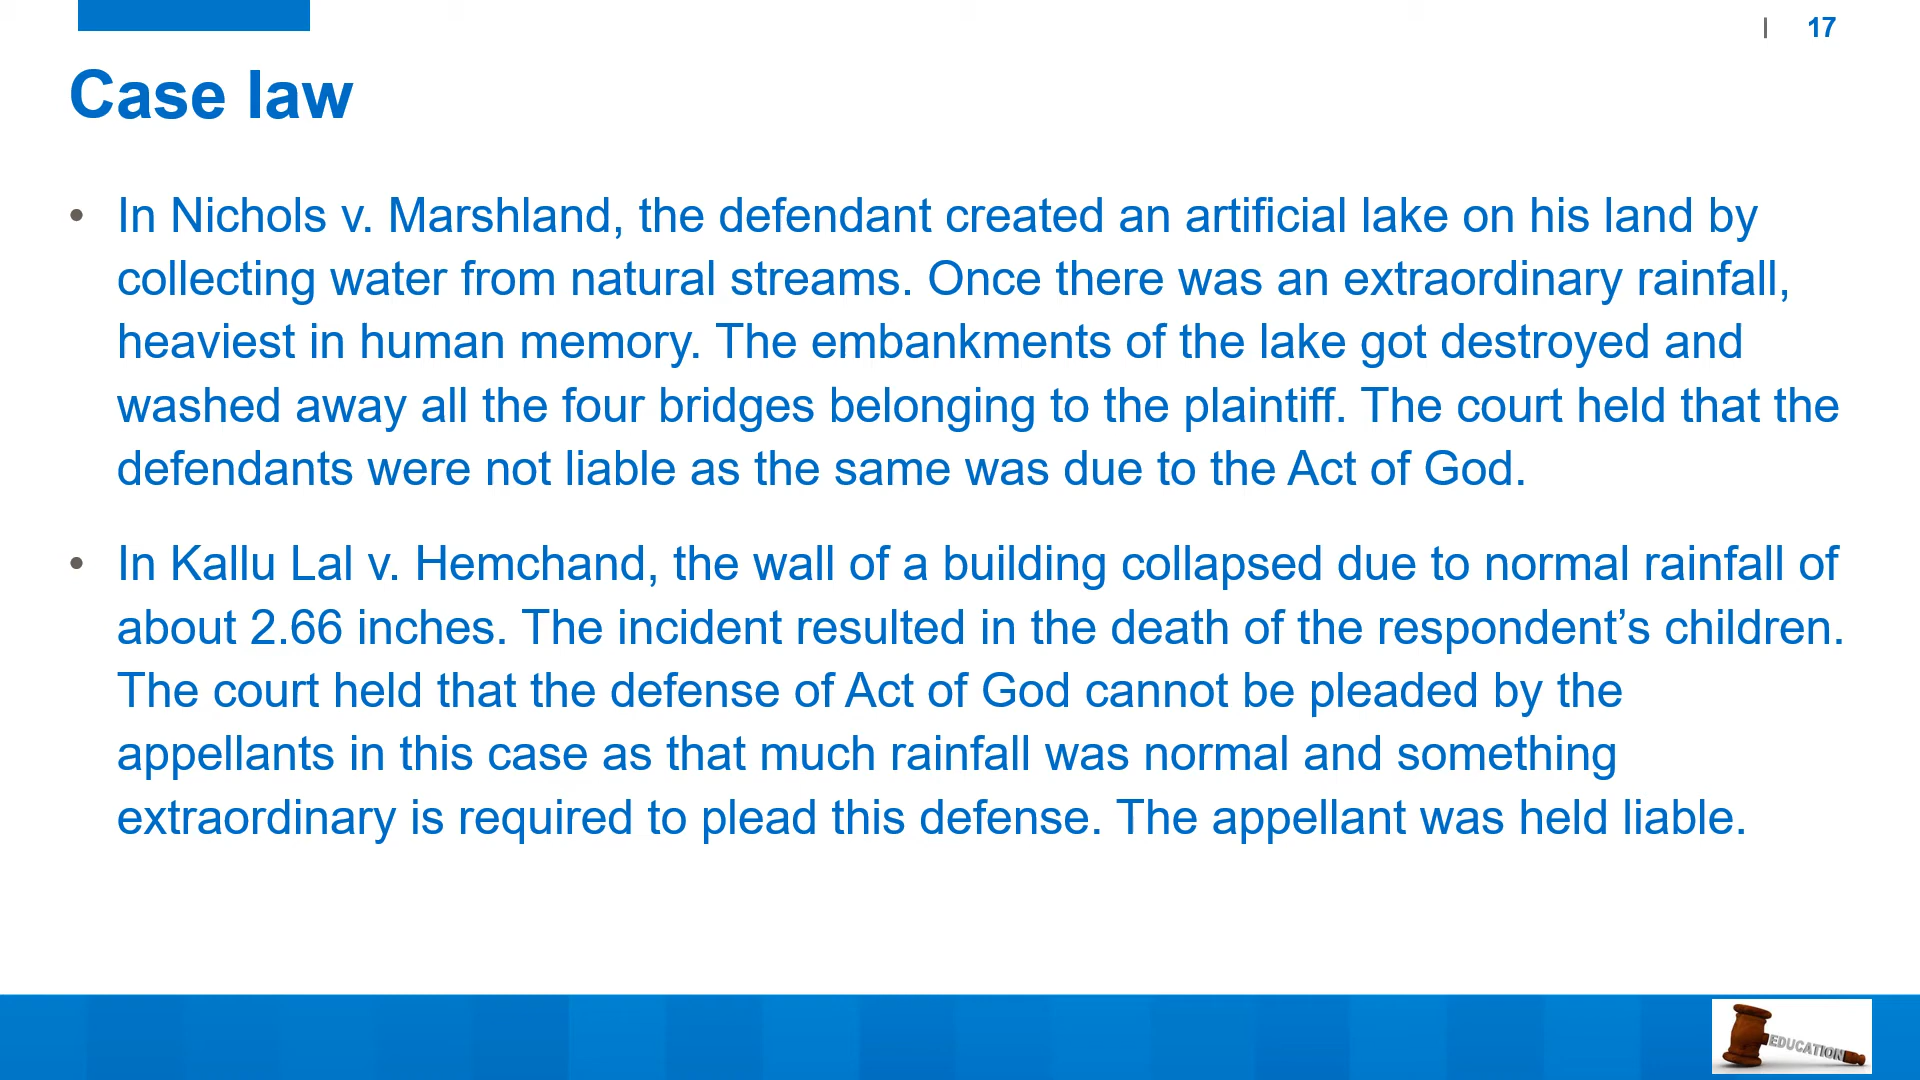 | 17
Case law
• In Nichols v. Marshland, the defendant created an artificial lake on his land by
collecting water from natural streams. Once there was an extraordinary rainfall,
heaviest in human memory. The embankments of the lake got destroyed and
washed away all the four bridges belonging to the plaintiff. The court held that the
defendants were not liable as the same was due to the Act of God.
• In Kallu Lal v. Hemchand, the wall of a building collapsed due to normal rainfall of
about 2.66 inches. The incident resulted in the death of the respondent’s children.
The court held that the defense of Act of God cannot be pleaded by the
appellants in this case as that much rainfall was normal and something
extraordinary is required to plead this defense. The appellant was held liable.
EDUCATION